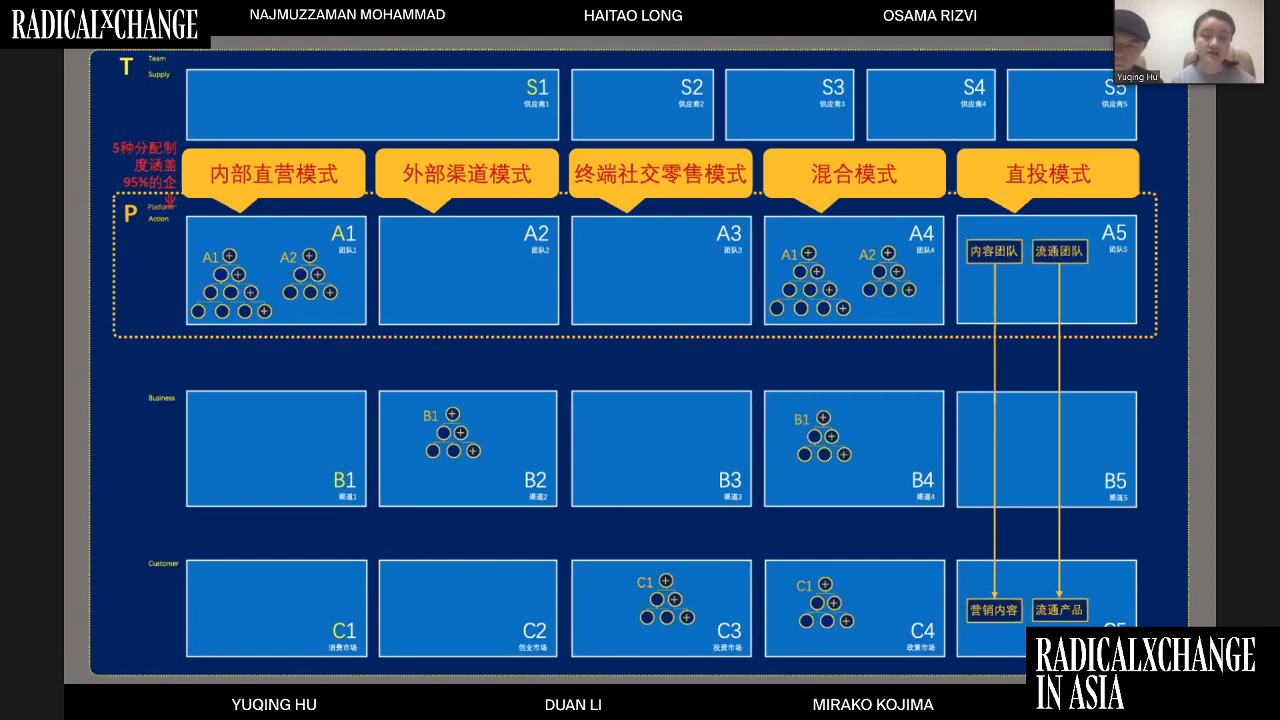 RADICALXCHANGE
NAJMUZZAMAN MOHAMMAD
HAITAO LONG
OSAMA RIZVI
Yuqing Hu
T
Team
Supply
S1
供应商1
S2
供应商2
S3
供应商3
S4
供应商4
S5
供应商5
5种分配制
度涵盖
95%的企
业
内部直营模式
外部渠道模式
终端社交零售模式
混合模式
直投模式
P
Platform
Action
A1
团队1
A1
A2
A2
团队2
A3
团队3
A4
团队4
A1
A2
A5
团队5
内容团队
流通团队
Business
B1
渠道1
B1
B2
渠道2
B3
渠道3
B1
B4
渠道4
B5
渠道5
Customer
C1
消费市场
C2
创业市场
C1
C3
投资市场
C1
C4
政策市场
营销内容
流通产品
C5
RADICALXCHANGE
IN ASIA
YUQING HU
DUAN LI
MIRAKO KOJIMA